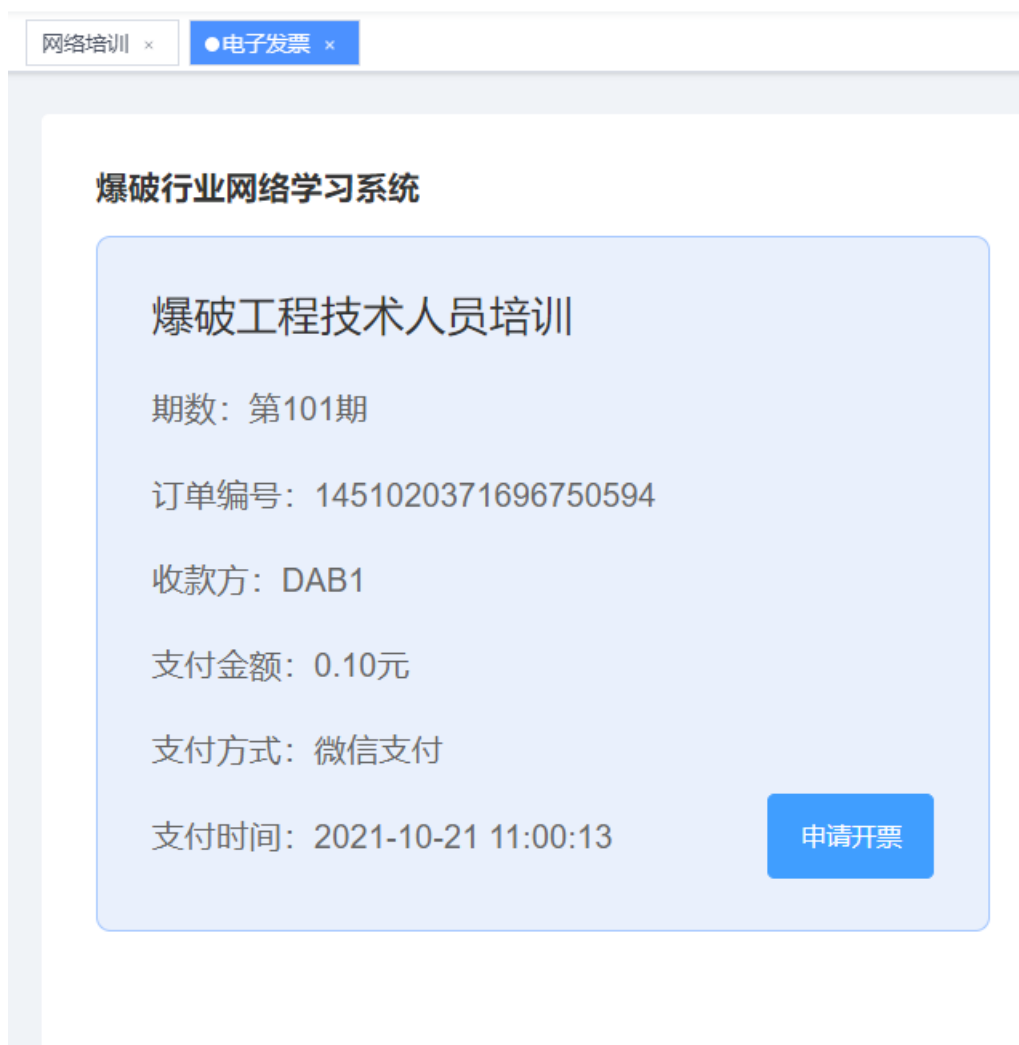 网络培训 ×
●电子发票 ×
爆破行业网络学习系统
爆破工程技术人员培训
期数：第101期
订单编号：1451020371696750594
收款方：DAB1
支付金额：0.10元
支付方式：微信支付
支付时间：2021-10-21 11:00:13
申请开票